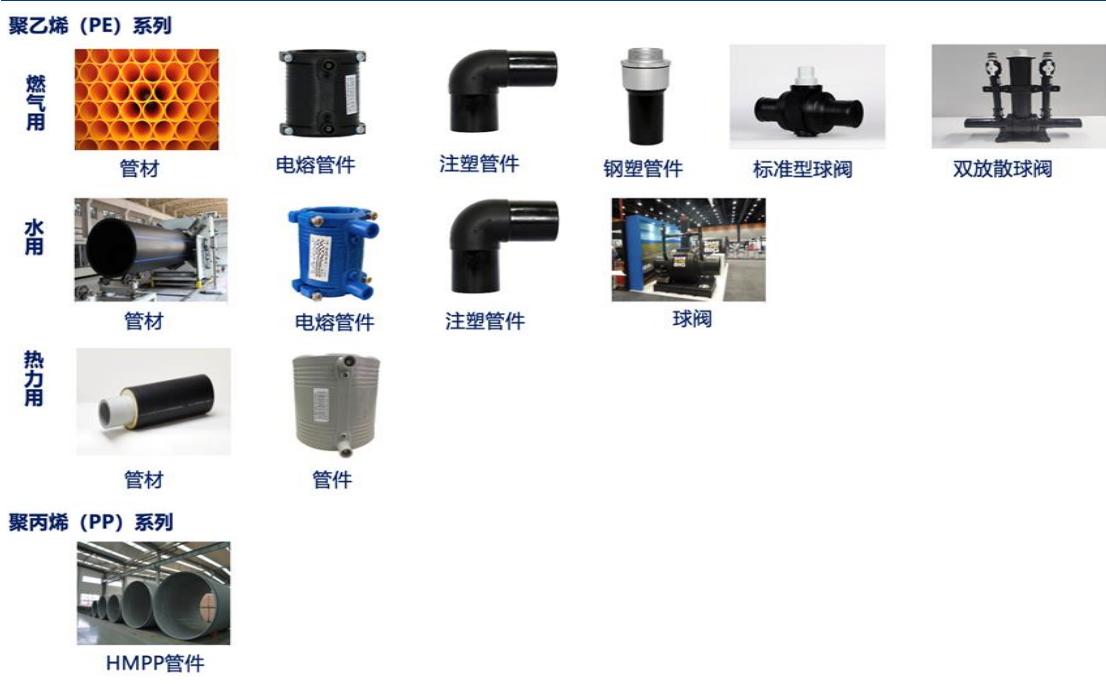 聚乙烯（PE）系列
燃气用
管材
电熔管件
注塑管件
钢塑管件
标准型球阀
双放散球阀
水用
管材
电熔管件
注塑管件
球阀
热力用
管材
管件
聚丙烯（PP）系列
HMPP管件